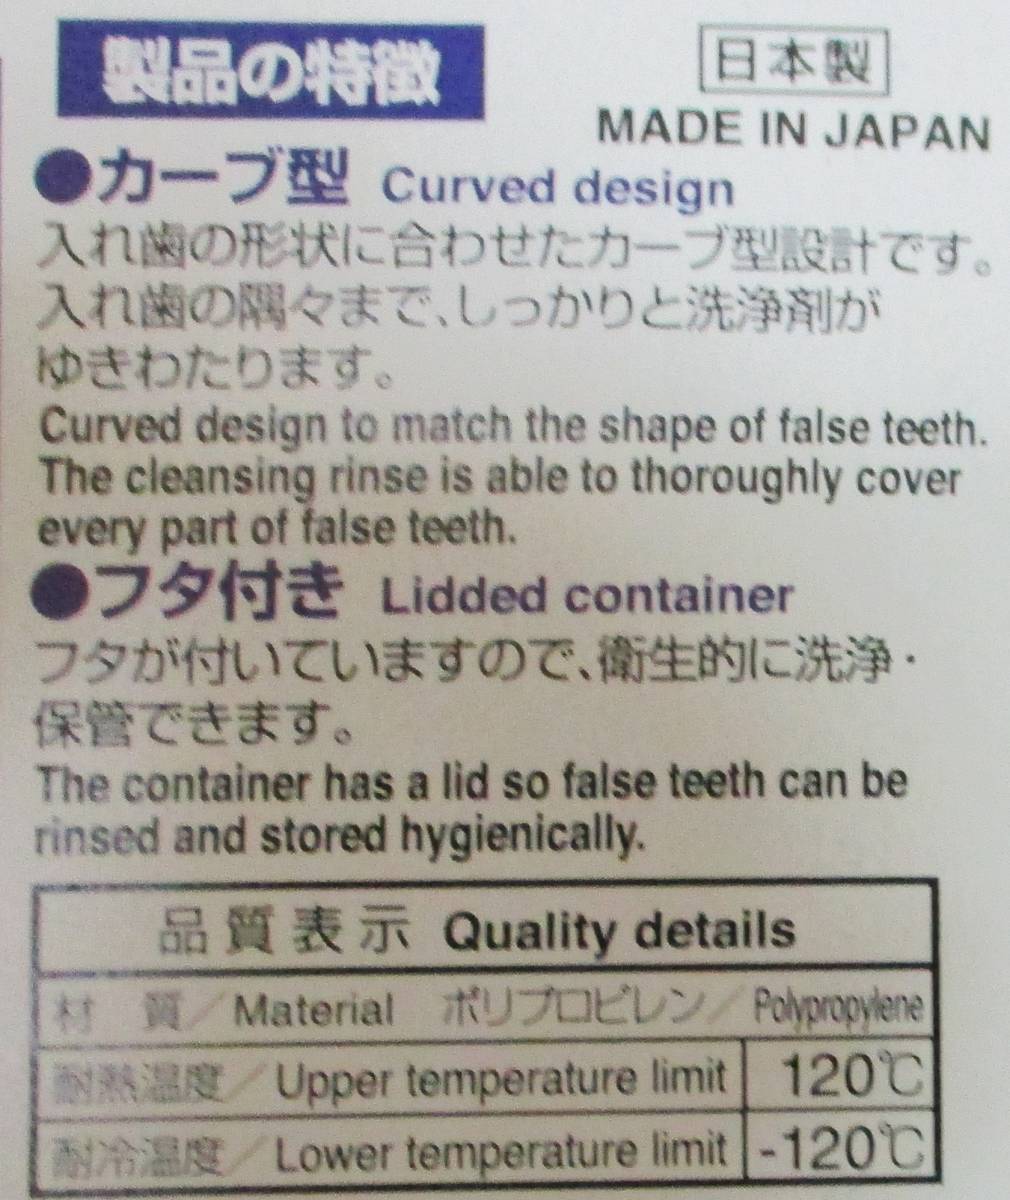 製品の特徴
日本製
MADE IN JAPAN
●カーブ型 Curved design
入れ歯の形状に合わせたカーブ型設計です。
入れ歯の隅々まで、しっかりと洗浄剤が
ゆきわたります。
Curved design to match the shape of false teeth.
The cleansing rinse is able to thoroughly cover
every part of false teeth.
●フタ付き Lidded container
フタが付いていますので、衛生的に洗浄・
保管できます。
The container has a lid so false teeth can be
rinsed and stored hygienically.
品質表示 Quality details
材 質／Material ポリプロピレン／Polypropylene
耐熱温度／Upper temperature limit 120℃
耐冷温度／Lower temperature limit -120℃